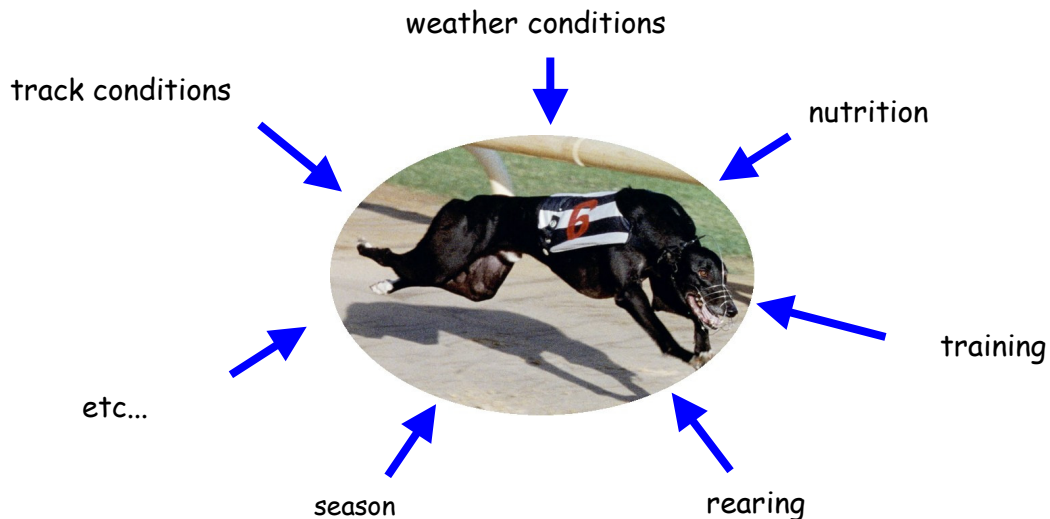 weather conditions
track conditions
nutrition
6
training
etc...
season
rearing